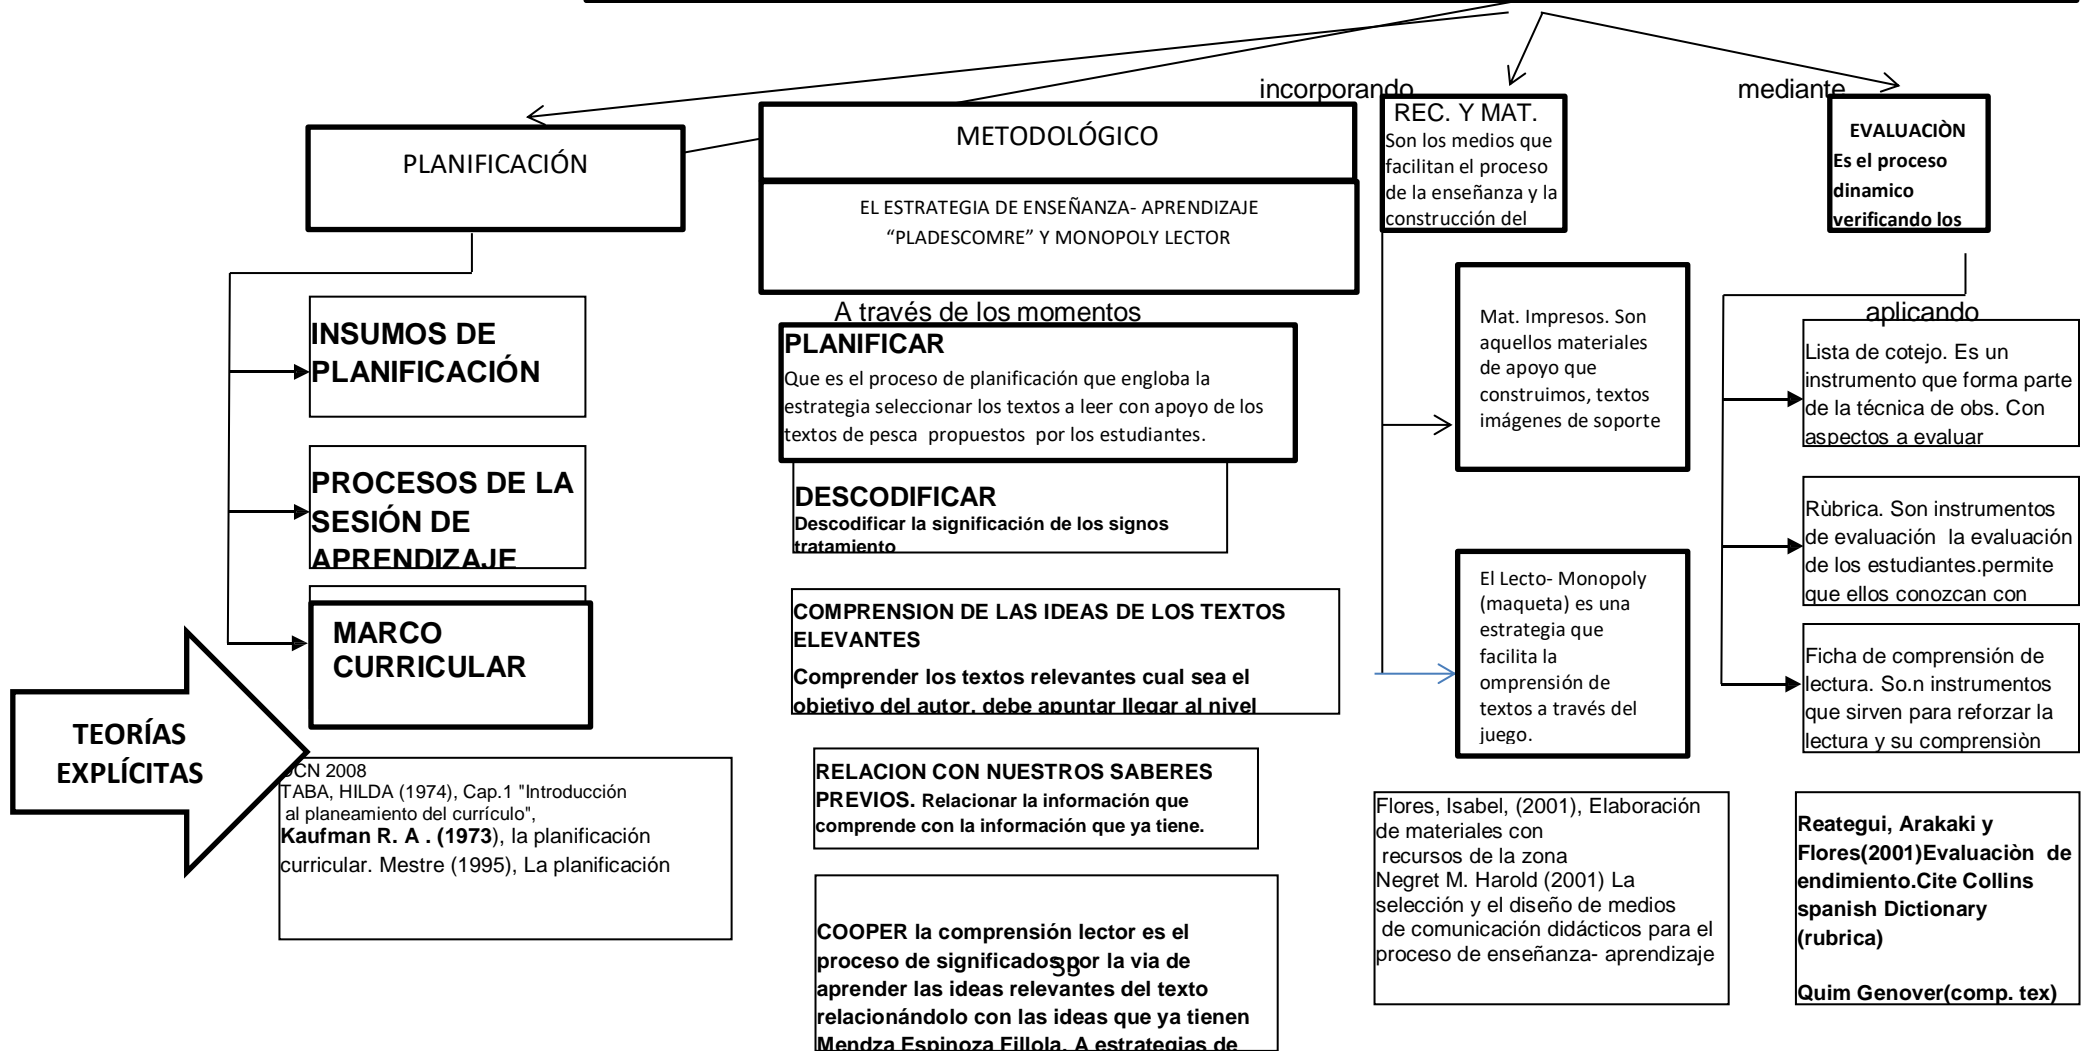 incorporando
mediante
PLANIFICACIÓN
METODOLÓGICO
EL ESTRATEGIA DE ENSEÑANZA- APRENDIZAJE
“PLADESCOMRE” Y MONOPOLY LECTOR
REC. Y MAT.
Son los medios que
facilitan el proceso
de la enseñanza y la
construcción del
EVALUACIÒN
Es el proceso
dinamico
verificando los
INSUMOS DE
PLANIFICACIÓN
PROCESOS DE LA
SESIÓN DE
APRENDIZAJE
MARCO
CURRICULAR
TEORÍAS
EXPLÍCITAS
CN 2008
TABA, HILDA (1974), Cap.1 "Introducción
al planeamiento del currículo",
Kaufman R. A . (1973), la planificación
curricular. Mestre (1995), La planificación
A través de los momentos
PLANIFICAR
Que es el proceso de planificación que engloba la
estrategia seleccionar los textos a leer con apoyo de los
textos de pesca propuestos por los estudiantes.
DESCODIFICAR
Descodificar la significación de los signos
tratamiento
COMPRENSION DE LAS IDEAS DE LOS TEXTOS
ELEVANTES
Comprender los textos relevantes cual sea el
objetivo del autor, debe apuntar llegar al nivel
RELACION CON NUESTROS SABERES
PREVIOS. Relacionar la información que
comprende con la información que ya tiene.
COOPER la comprensión lector es el
proceso de significados por la via de
aprender las ideas relevantes del texto
relacionándolo con las ideas que ya tienen
Mendza Espinoza Fillola. A estrategias de
33
Mat. Impresos. Son
aquellos materiales
de apoyo que
construimos, textos
imágenes de soporte
El Lecto- Monopoly
(maqueta) es una
estrategia que
facilita la
omprensión de
textos a través del
juego.
Flores, Isabel, (2001), Elaboración
de materiales con
recursos de la zona
Negret M. Harold (2001) La
selección y el diseño de medios
de comunicación didácticos para el
proceso de enseñanza- aprendizaje
aplicando
Lista de cotejo. Es un
instrumento que forma parte
de la técnica de obs. Con
aspectos a evaluar
Rùbrica. Son instrumentos
de evaluación la evaluación
de los estudiantes.permite
que ellos conozcan con
Ficha de comprensión de
lectura. So.n instrumentos
que sirven para reforzar la
lectura y su comprensiòn
Reategui, Arakaki y
Flores(2001)Evaluaciòn de
endimiento.Cite Collins
spanish Dictionary
(rubrica)
Quim Genover(comp. tex)